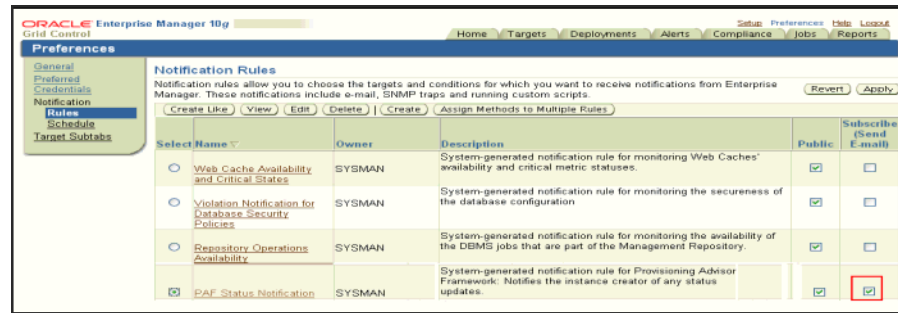 ORACLE Enterprise Manager 10g
Grid Control
Setup Preferences Help Logout
Home Targets Deployments Alerts Compliance Jobs Reports
Preferences
General
Preferred
Credentials
Notification
Rules
Schedule
Target Subtabs
Notification Rules
Notification rules allow you to choose the targets and conditions for which you want to receive notifications from Enterprise
Manager. These notifications include e-mail, SNMP traps and running custom scripts.
Revert Apply
Create Like View Edit Delete | Create Assign Methods to Multiple Rules
Select Name Owner Description Public Subscribe
(Send
E-mail)
Web Cache Availability
and Critical States
SYSMAN
System-generated notification rule for monitoring Web Caches'
availability and critical metric statuses.
Violation Notification for
Database Security
Policies
SYSMAN
System-generated notification rule for monitoring the secureness of
the database configuration
Repository Operations
Availability
SYSMAN
System-generated notification rule for monitoring the availability of
the DBMS jobs that are part of the Management Repository.
PAF Status Notification
SYSMAN
System-generated notification rule for Provisioning Advisor
Framework: Notifies the instance creator of any status
updates.